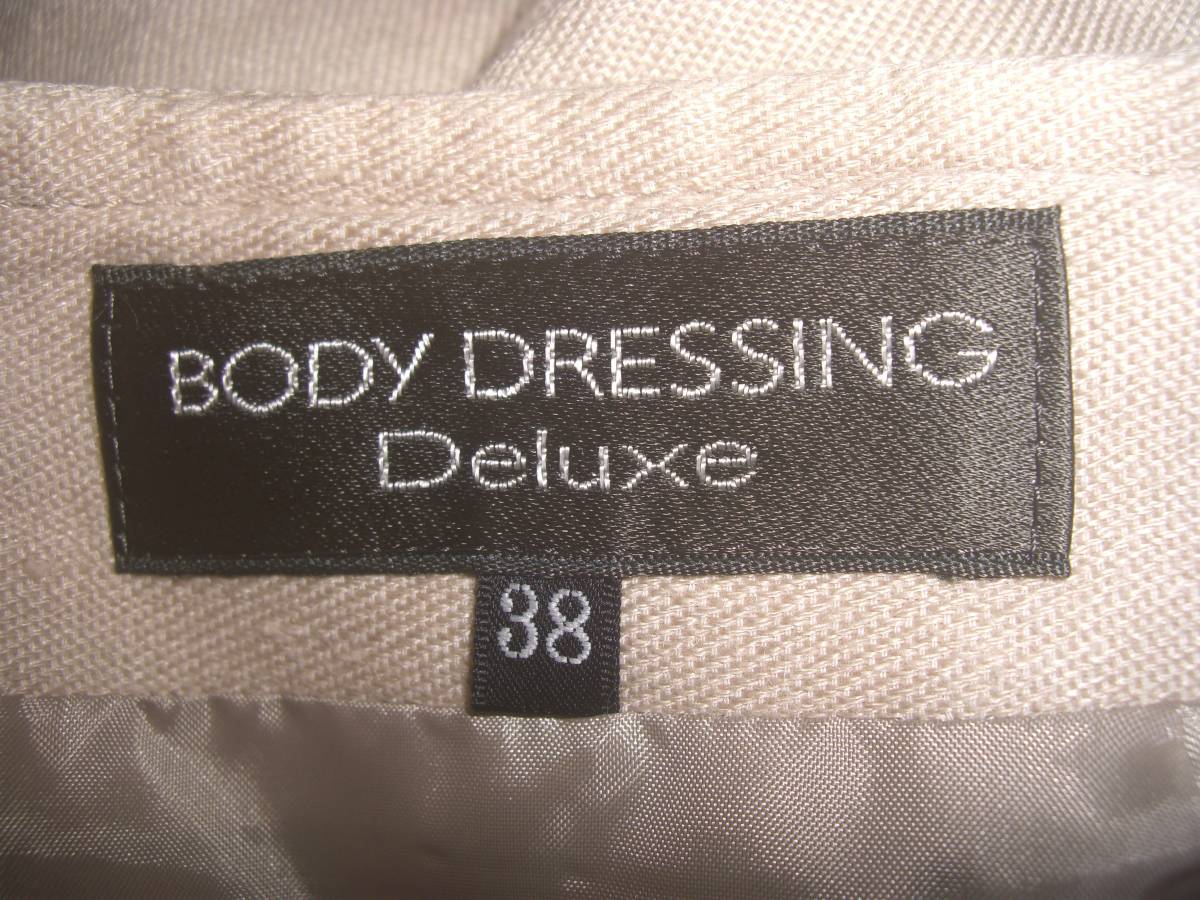 BODY DRESSING
Deluxe
38